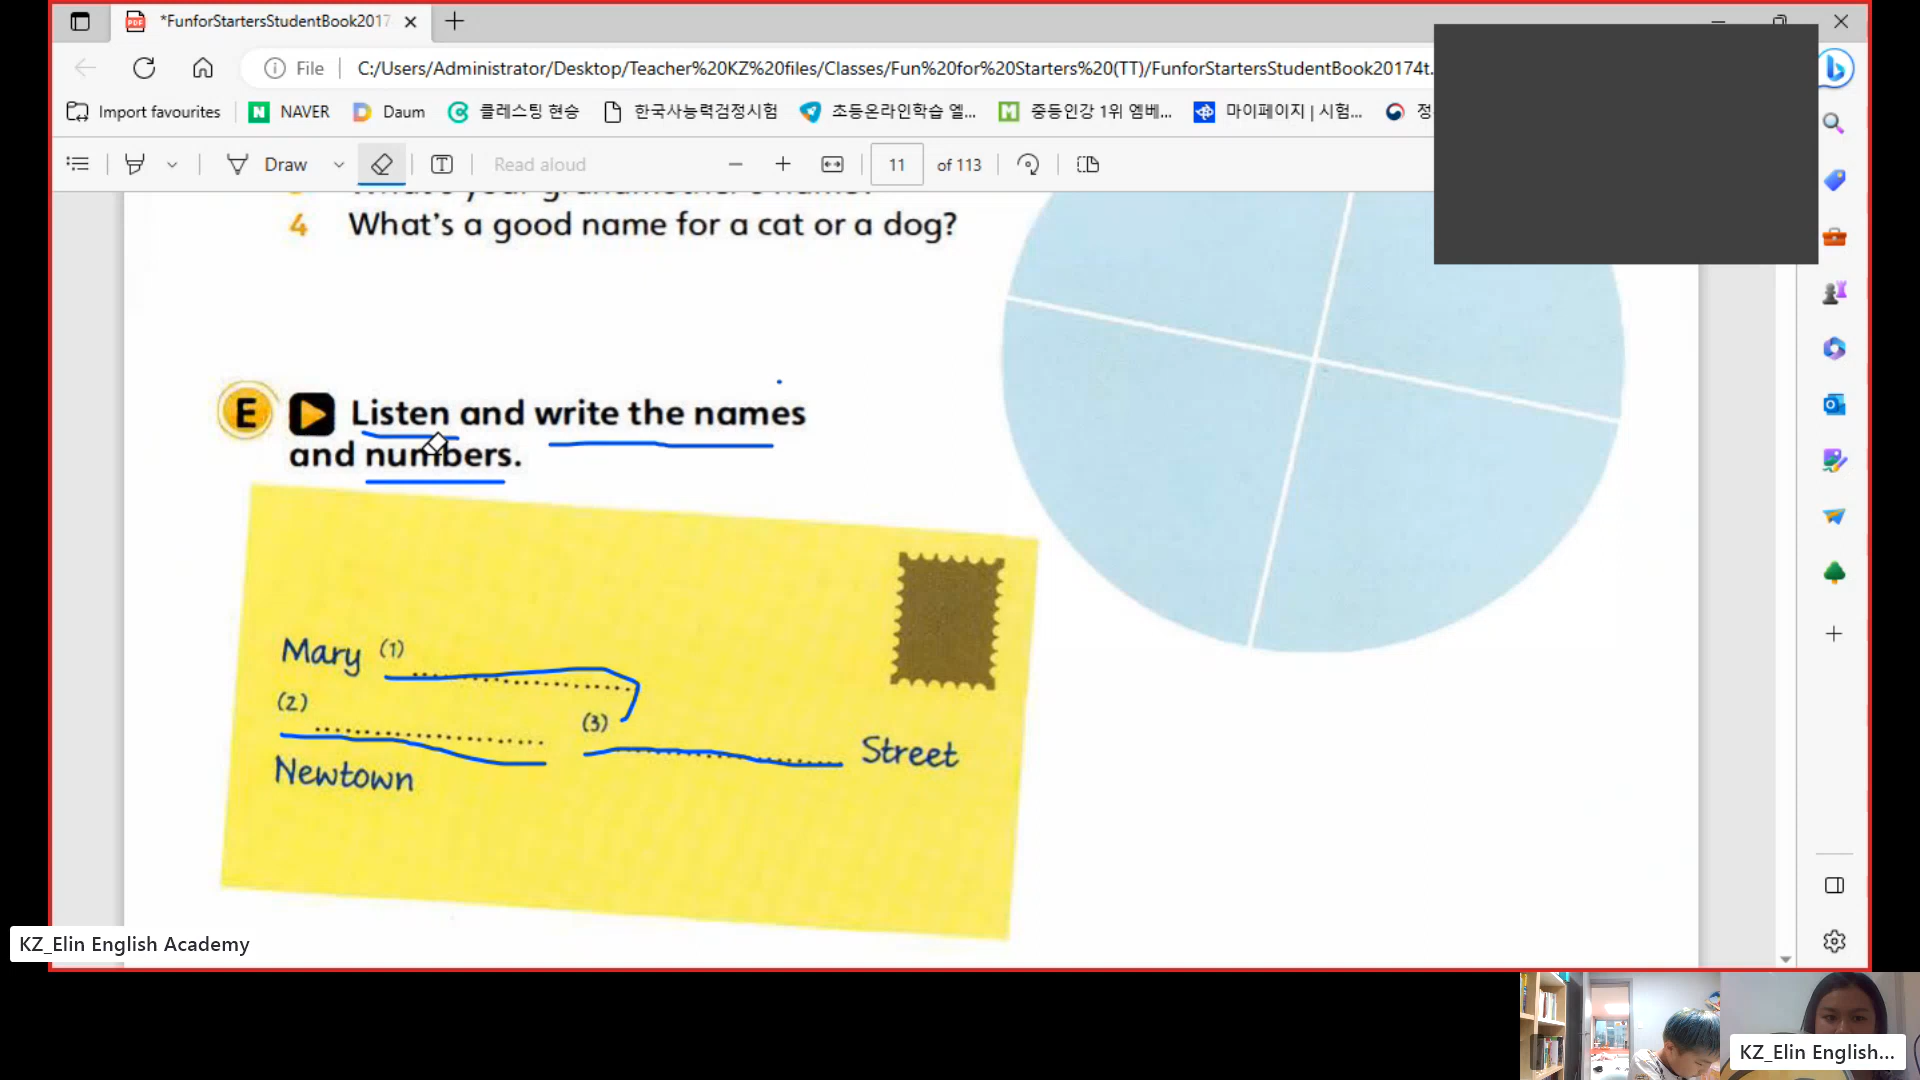 *FunforStartersStudentBook2017
File C:/Users/Administrator/Desktop/Teacher%20KZ%20files/Classes/Fun%20for%20Starters%20(TT)/FunforStartersStudentBook20174t.
Import favourites NAVER Daum 클레스팅 현승 한국사능력검정시험 초등온라인학습 엘... 중등인강 1위 엠베... 마이페이지 | 시험... 정
Draw Read aloud 11 of 113
4 What's a good name for a cat or a dog?
E Listen and write the names
and numbers.
Mary (1)
(2) (3) Street
Newtown
KZ_Elin English Academy
KZ_Elin English...